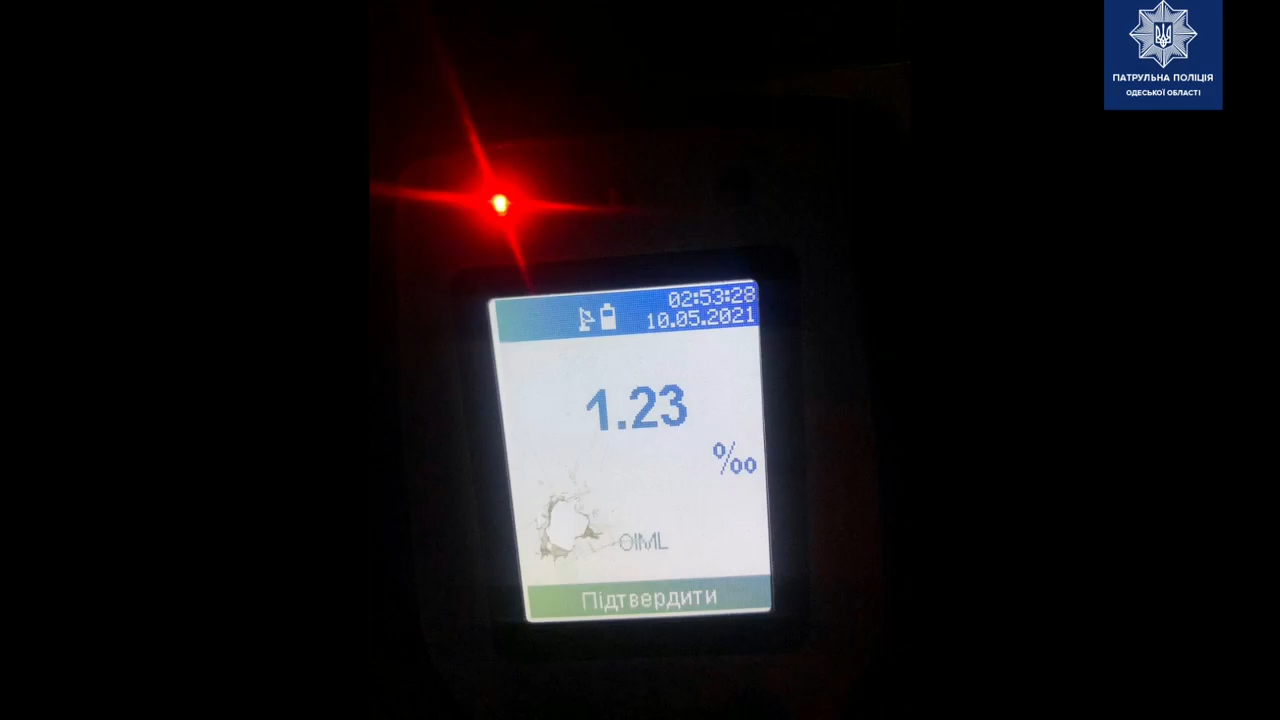 ПАТРУЛЬНА ПОЛІЦІЯ
ОДЕСЬКОЇ ОБЛАСТІ
02:53:28
10.05.2021
1.23
‰
OIML
Підтвердити